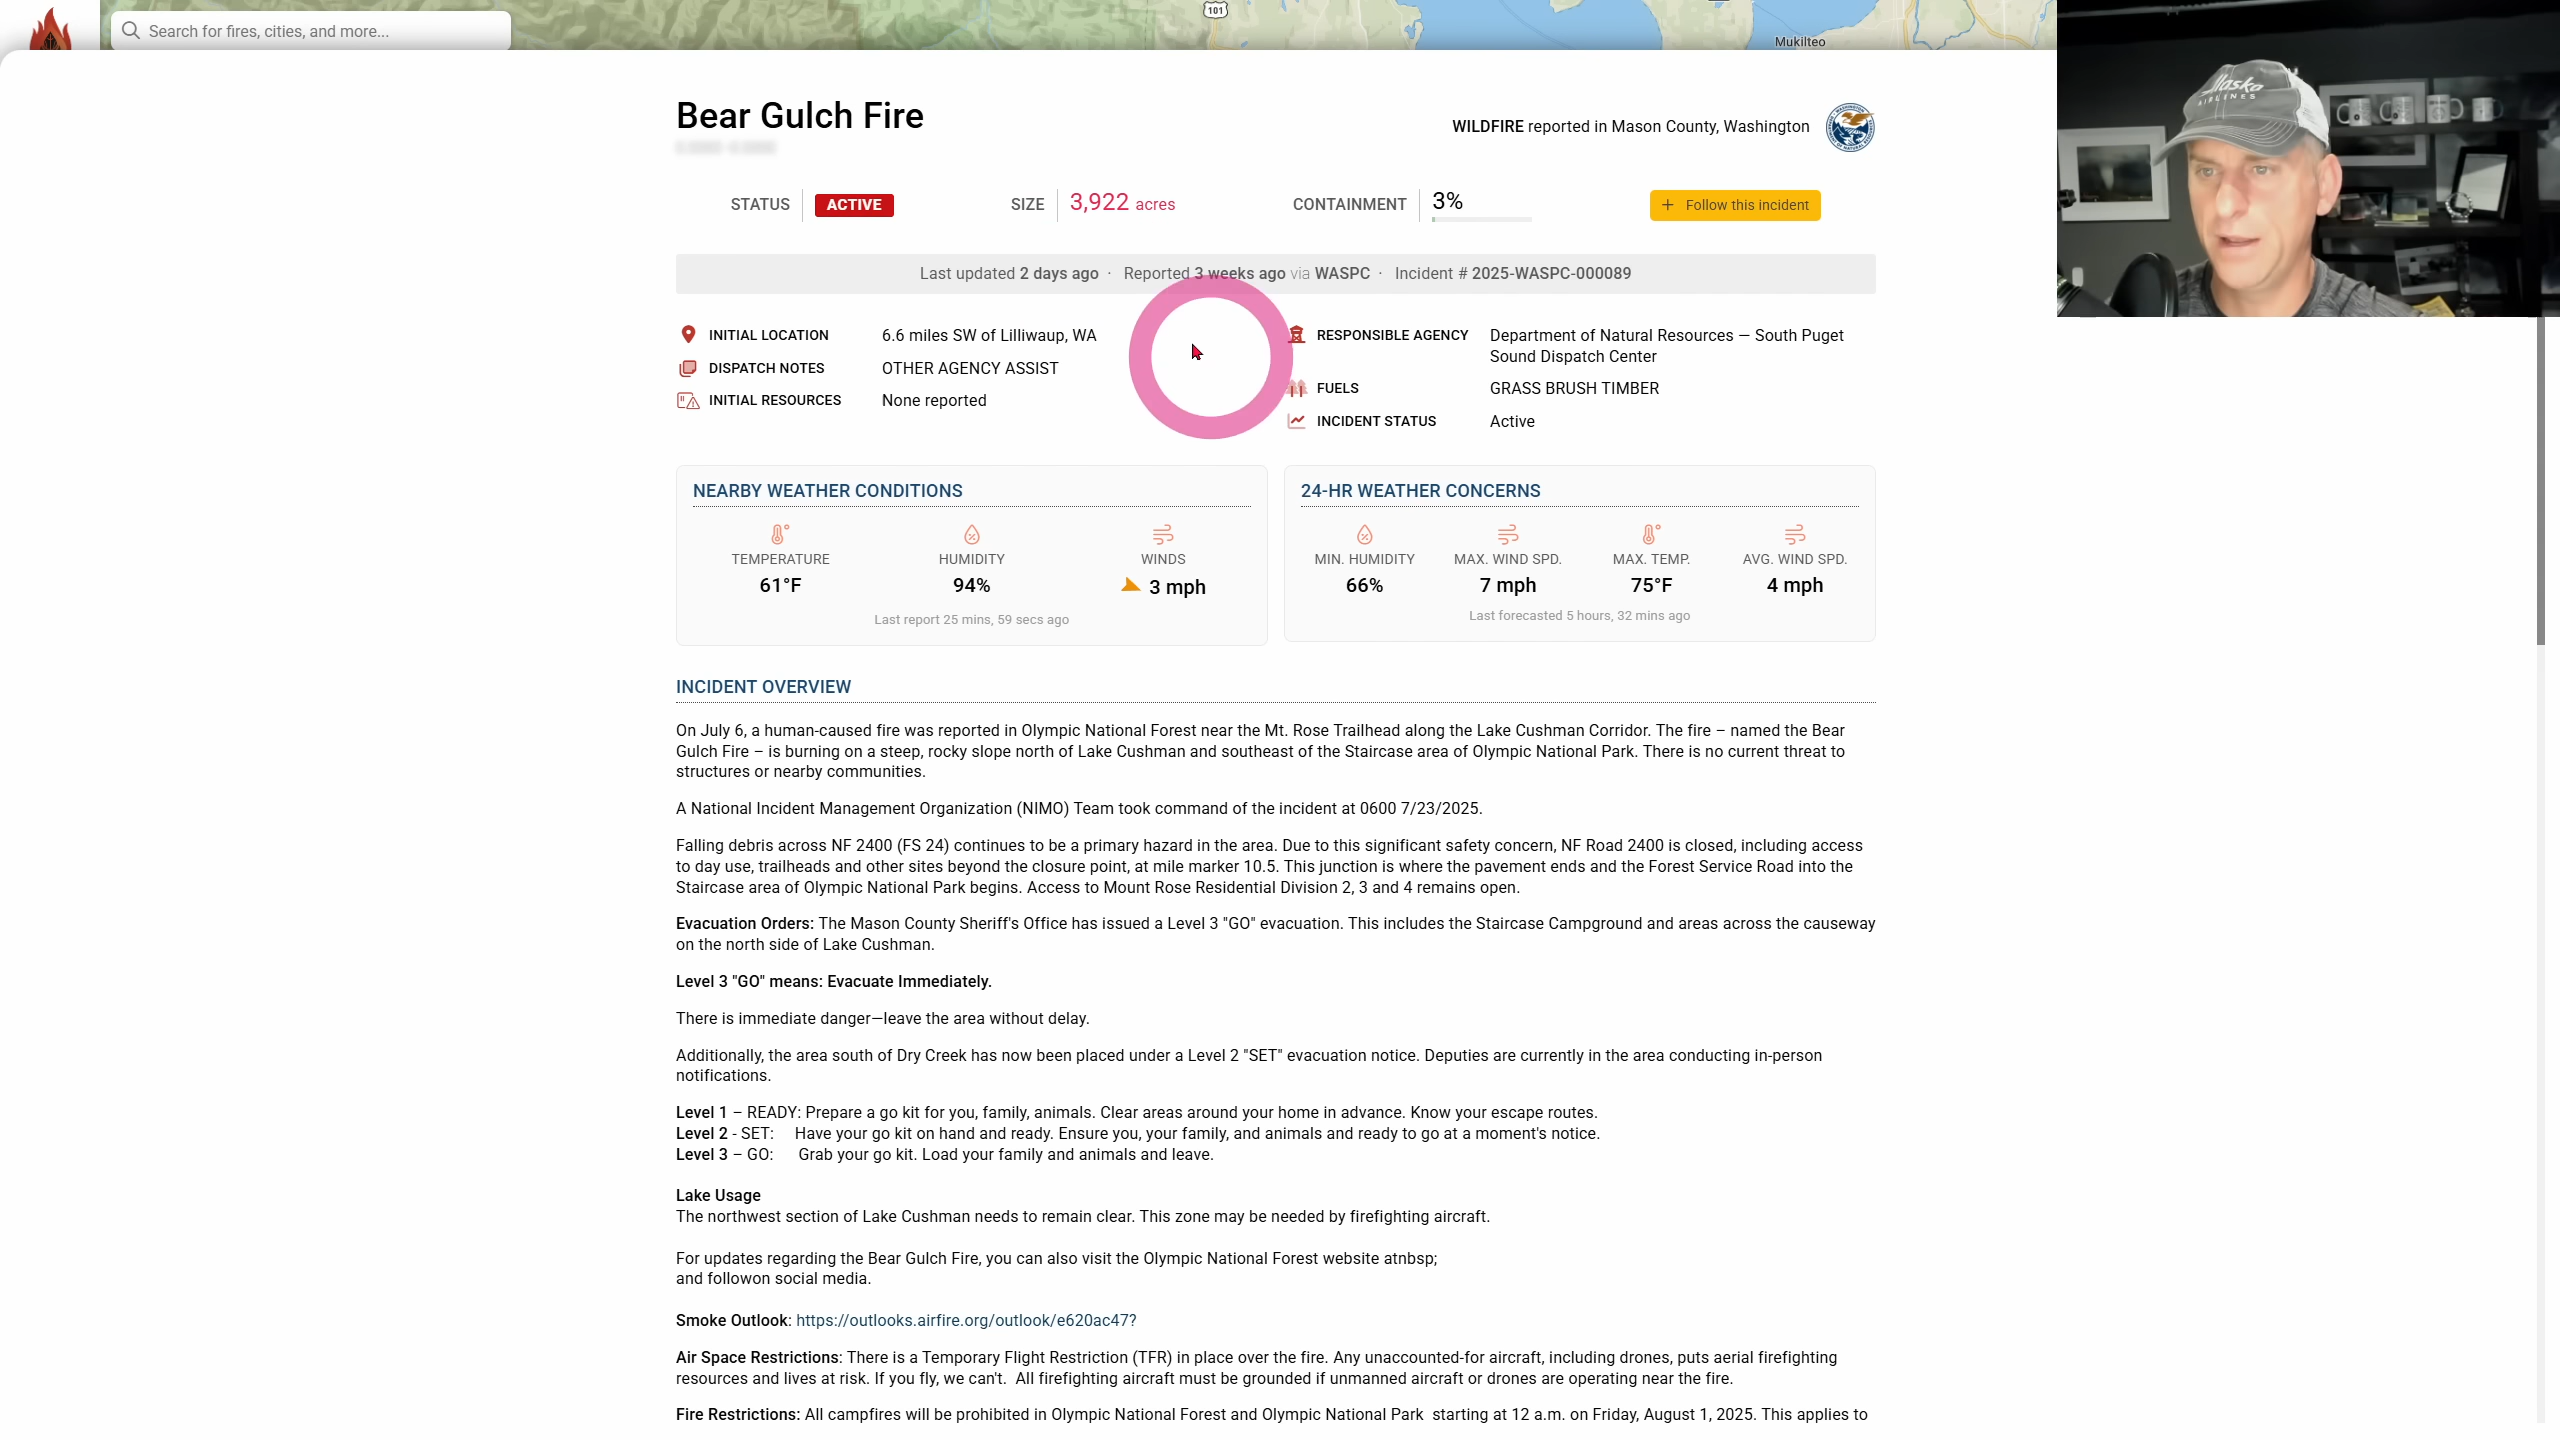 101
Search for fires, cities, and more...
Mukilteo
Alaska
AIRLINES
Bear Gulch Fire
WILDFIRE reported in Mason County, Washington
STATUS ACTIVE SIZE 3,922 acres CONTAINMENT 3% + Follow this incident
Last updated 2 days ago · Reported 3 weeks ago via WASPC · Incident # 2025-WASPC-000089
INITIAL LOCATION 6.6 miles SW of Lilliwaup, WA
DISPATCH NOTES OTHER AGENCY ASSIST
INITIAL RESOURCES None reported
RESPONSIBLE AGENCY Department of Natural Resources — South Puget
Sound Dispatch Center
FUELS GRASS BRUSH TIMBER
INCIDENT STATUS Active
NEARBY WEATHER CONDITIONS
TEMPERATURE HUMIDITY WINDS
61°F 94% 3 mph
Last report 25 mins, 59 secs ago
24-HR WEATHER CONCERNS
MIN. HUMIDITY MAX. WIND SPD. MAX. TEMP. AVG. WIND SPD.
66% 7 mph 75°F 4 mph
Last forecasted 5 hours, 32 mins ago
INCIDENT OVERVIEW
On July 6, a human-caused fire was reported in Olympic National Forest near the Mt. Rose Trailhead along the Lake Cushman Corridor. The fire – named the Bear
Gulch Fire – is burning on a steep, rocky slope north of Lake Cushman and southeast of the Staircase area of Olympic National Park. There is no current threat to
structures or nearby communities.
A National Incident Management Organization (NIMO) Team took command of the incident at 0600 7/23/2025.
Falling debris across NF 2400 (FS 24) continues to be a primary hazard in the area. Due to this significant safety concern, NF Road 2400 is closed, including access
to day use, trailheads and other sites beyond the closure point, at mile marker 10.5. This junction is where the pavement ends and the Forest Service Road into the
Staircase area of Olympic National Park begins. Access to Mount Rose Residential Division 2, 3 and 4 remains open.
Evacuation Orders: The Mason County Sheriff's Office has issued a Level 3 "GO" evacuation. This includes the Staircase Campground and areas across the causeway
on the north side of Lake Cushman.
Level 3 "GO" means: Evacuate Immediately.
There is immediate danger—leave the area without delay.
Additionally, the area south of Dry Creek has now been placed under a Level 2 "SET" evacuation notice. Deputies are currently in the area conducting in-person
notifications.
Level 1 – READY: Prepare a go kit for you, family, animals. Clear areas around your home in advance. Know your escape routes.
Level 2 - SET: Have your go kit on hand and ready. Ensure you, your family, and animals and ready to go at a moment's notice.
Level 3 – GO: Grab your go kit. Load your family and animals and leave.
Lake Usage
The northwest section of Lake Cushman needs to remain clear. This zone may be needed by firefighting aircraft.
For updates regarding the Bear Gulch Fire, you can also visit the Olympic National Forest website atnbsp;
and followon social media.
Smoke Outlook: https://outlooks.airfire.org/outlook/e620ac47?
Air Space Restrictions: There is a Temporary Flight Restriction (TFR) in place over the fire. Any unaccounted-for aircraft, including drones, puts aerial firefighting
resources and lives at risk. If you fly, we can't. All firefighting aircraft must be grounded if unmanned aircraft or drones are operating near the fire.
Fire Restrictions: All campfires will be prohibited in Olympic National Forest and Olympic National Park starting at 12 a.m. on Friday, August 1, 2025. This applies to